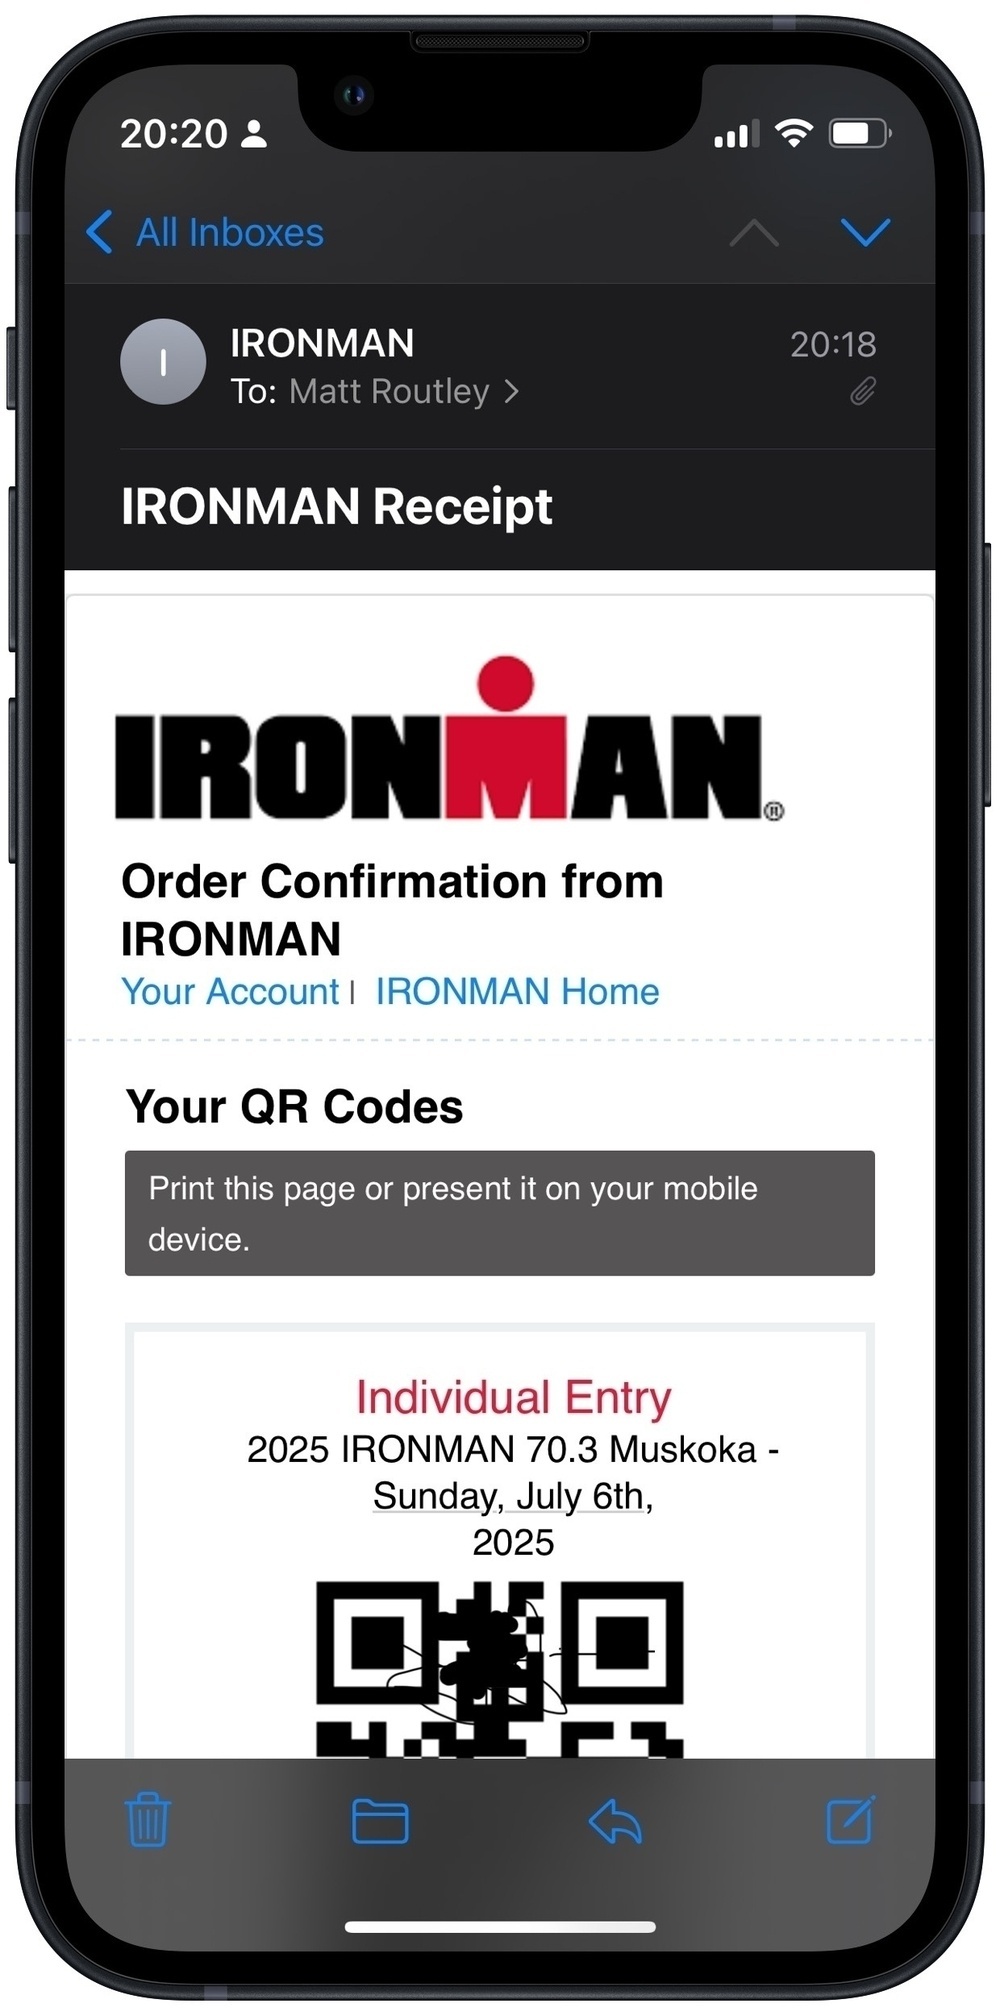 20:20
All Inboxes
I
IRONMAN
20:18
To: Matt Routley
IRONMAN Receipt
IRONMAN®
Order Confirmation from
IRONMAN
Your Account | IRONMAN Home
Your QR Codes
Print this page or present it on your mobile
device.
Individual Entry
2025 IRONMAN 70.3 Muskoka -
Sunday, July 6th,
2025